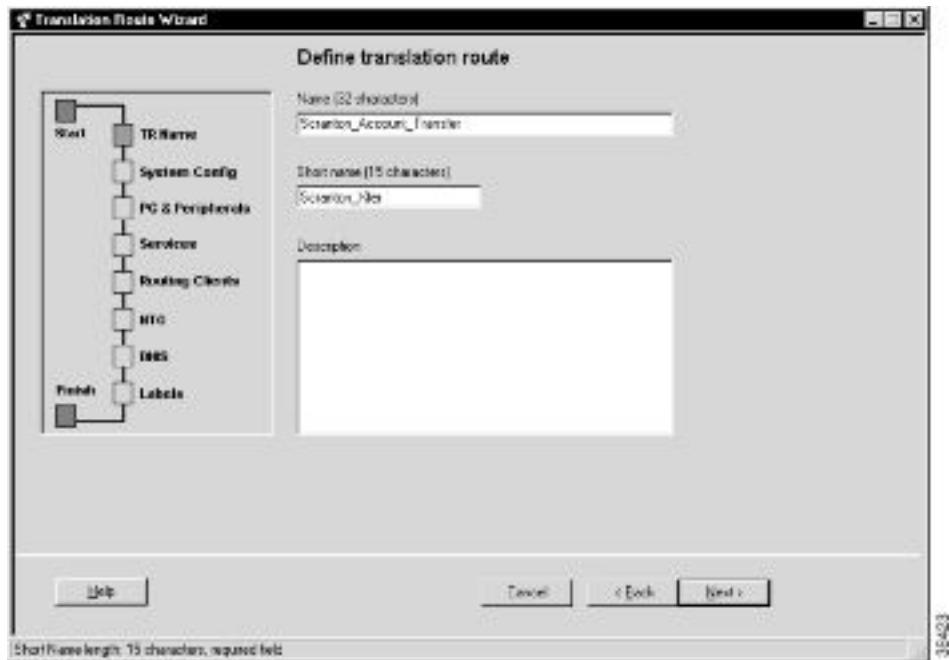 Translation Route Wizard
Define translation route
Start
TR Name
System Config
PG & Peripherals
Services
Routing Clients
NTG
DNIS
Labels
Finish
Name (32 characters)
Scranton_Account_Transfer
Short name (15 characters)
Scranton_Xfer
Description
Help
Cancel
< Back
Next >
Short Name length: 15 characters, required field
38423